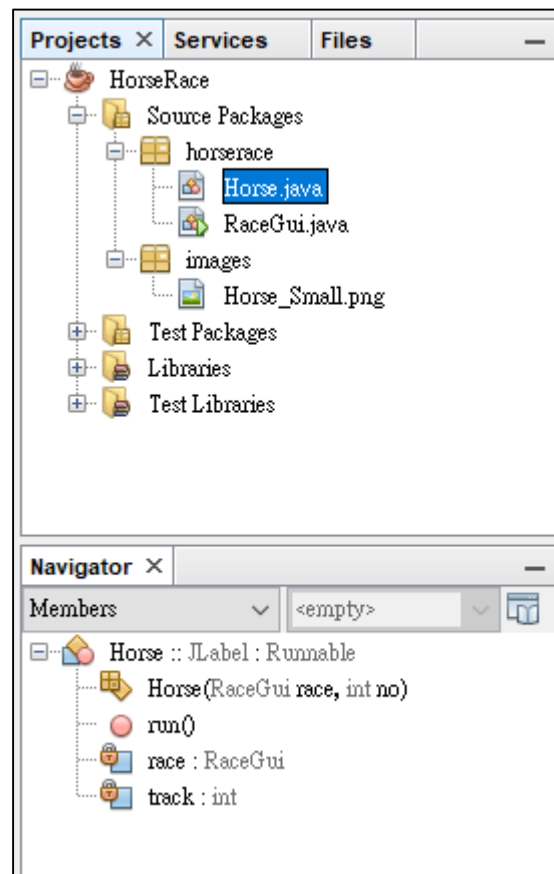 Projects Services Files
HorseRace
Source Packages
horserace
Horse.java
RaceGui.java
images
Horse_Small.png
Test Packages
Libraries
Test Libraries
Navigator
Members <empty>
Horse :: JLabel : Runnable
Horse(RaceGui race, int no)
run()
race : RaceGui
track : int